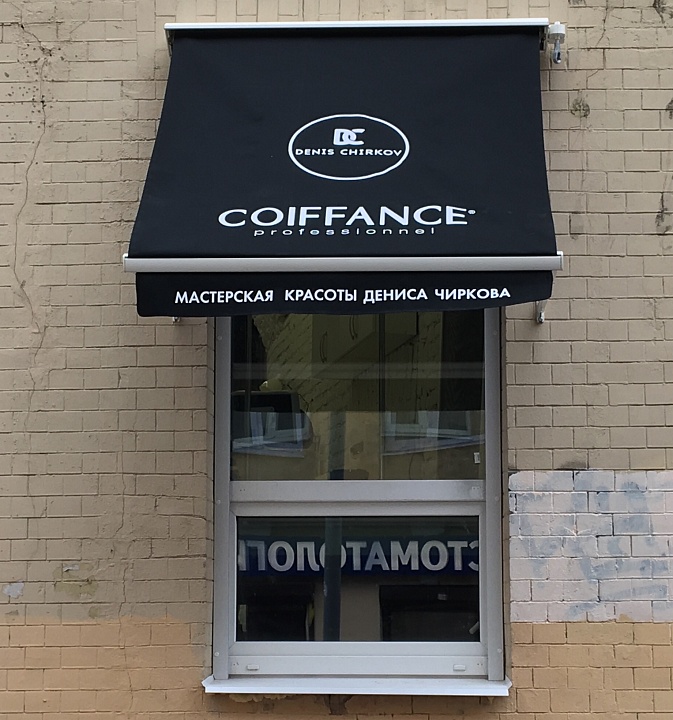 DC
DENIS CHIRKOV
COIFFANCE®
professionnel
МАСТЕРСКАЯ КРАСОТЫ ДЕНИСА ЧИРКОВА